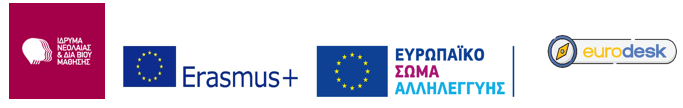 ΙΔΡΥΜΑ
ΝΕΟΛΑΙΑΣ
& ΔΙΑ ΒΙΟΥ
ΜΑΘΗΣΗΣ
Erasmus+
ΕΥΡΩΠΑΪΚΟ
ΣΩΜΑ
ΑΛΛΗΛΕΓΓΥΗΣ
eurodesk